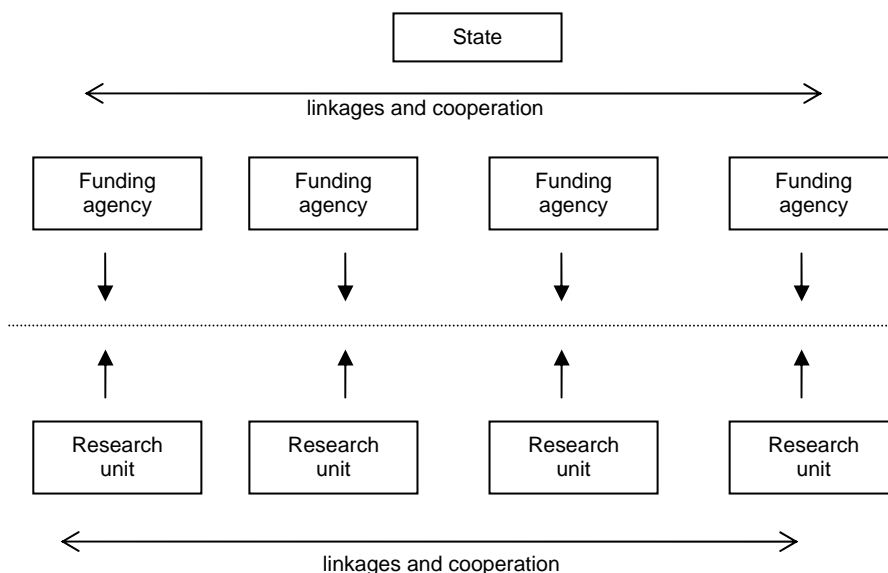 State
linkages and cooperation
Funding
agency
Funding
agency
Funding
agency
Funding
agency
Research
unit
Research
unit
Research
unit
Research
unit
linkages and cooperation